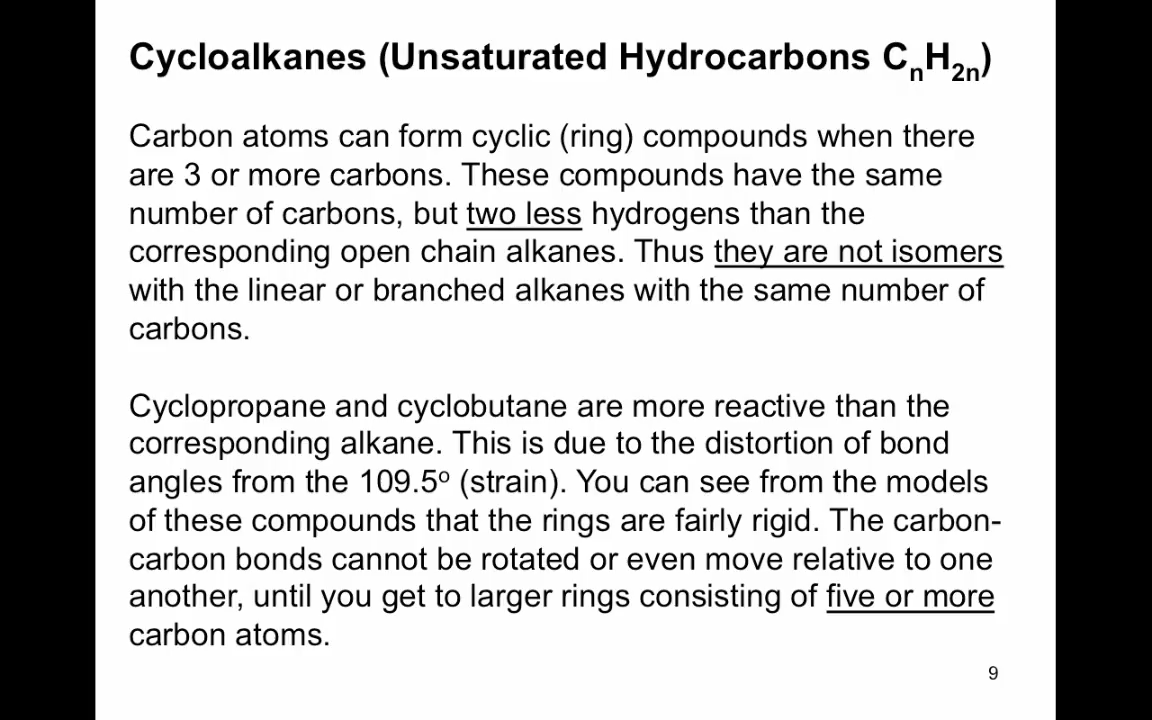 Cycloalkanes (Unsaturated Hydrocarbons CnH2n)
Carbon atoms can form cyclic (ring) compounds when there
are 3 or more carbons. These compounds have the same
number of carbons, but two less hydrogens than the
corresponding open chain alkanes. Thus they are not isomers
with the linear or branched alkanes with the same number of
carbons.
Cyclopropane and cyclobutane are more reactive than the
corresponding alkane. This is due to the distortion of bond
angles from the 109.5º (strain). You can see from the models
of these compounds that the rings are fairly rigid. The carbon-
carbon bonds cannot be rotated or even move relative to one
another, until you get to larger rings consisting of five or more
carbon atoms.
9